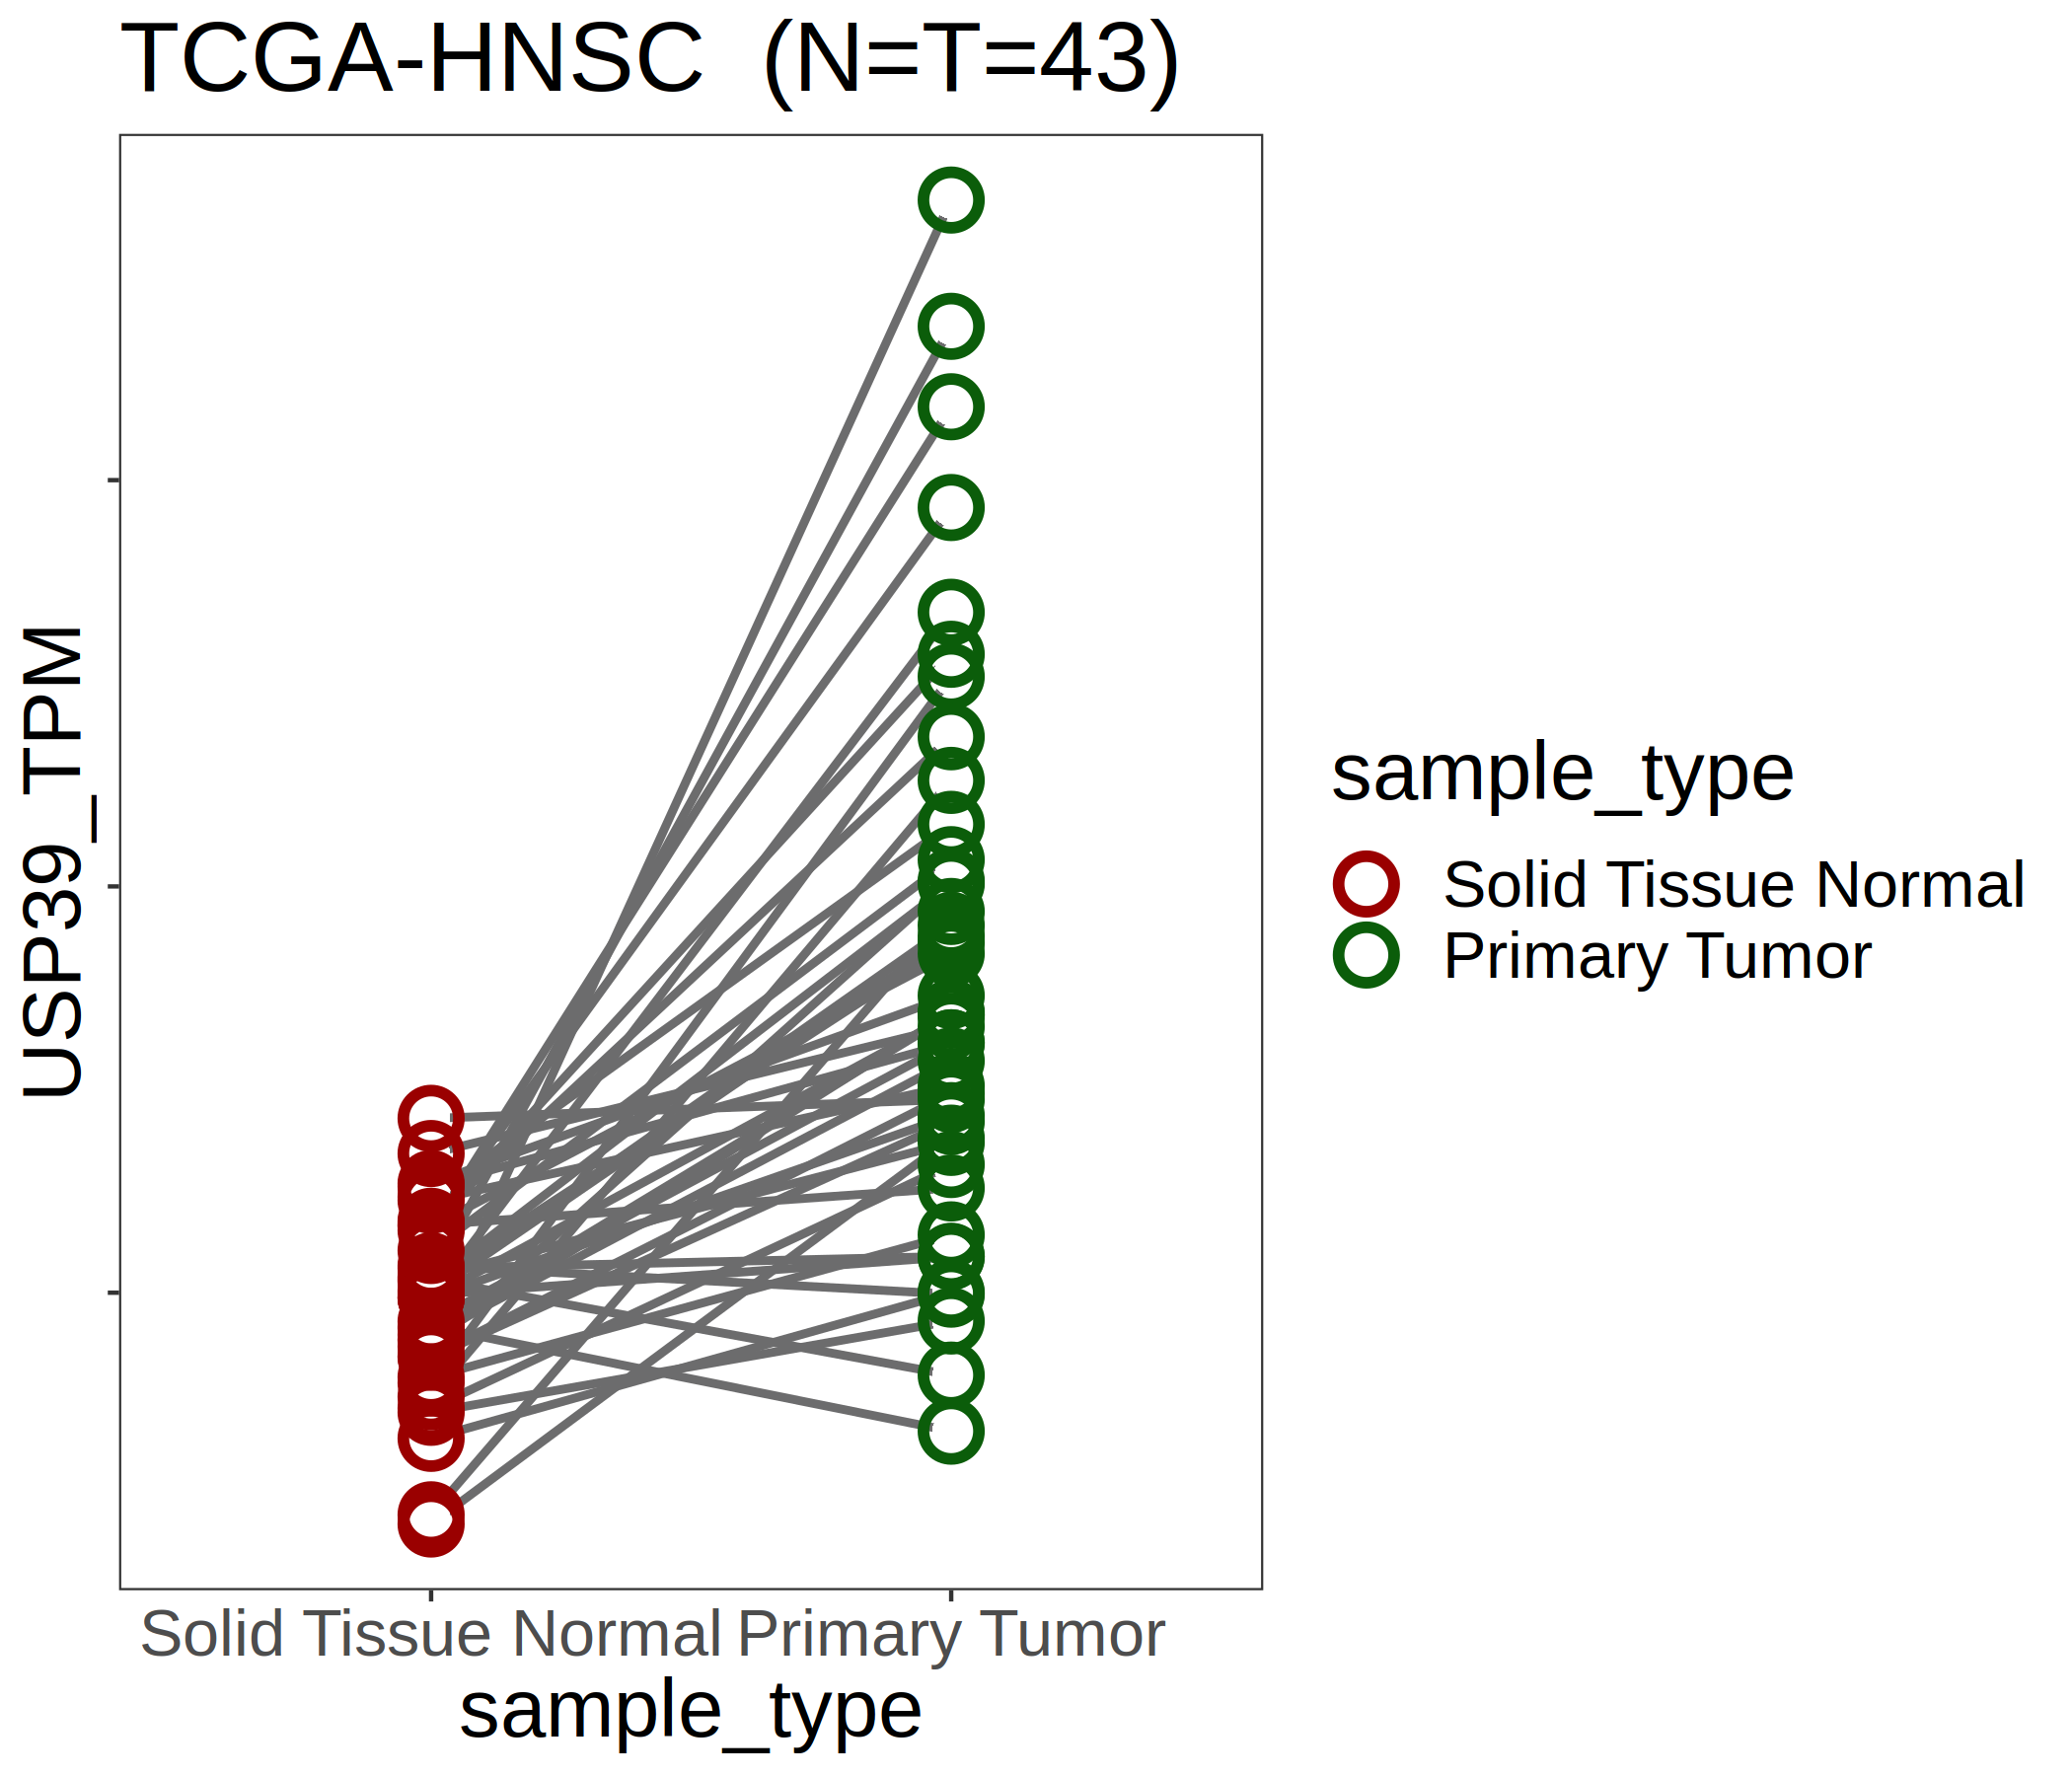 TCGA-HNSC  (N=T=43)
USP39_TPM
sample_type
Solid Tissue Normal
Primary Tumor
Solid Tissue Normal Primary Tumor
sample_type